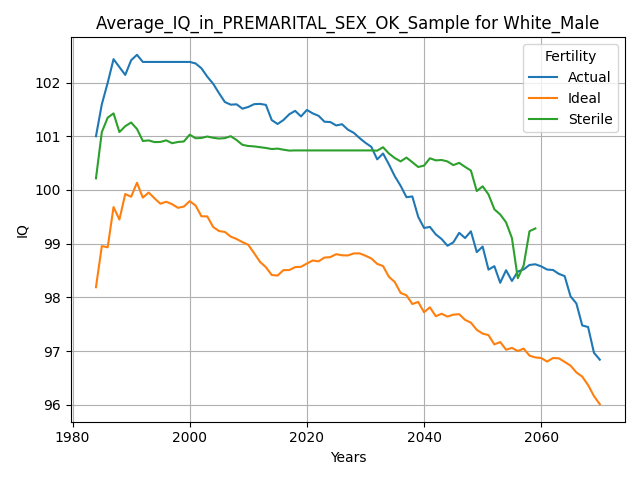 Average_IQ_in_PREMARITAL_SEX_OK_Sample for White_Male
Fertility
Actual
Ideal
Sterile
IQ
102
101
100
99
98
97
96
1980
2000
2020
2040
2060
Years